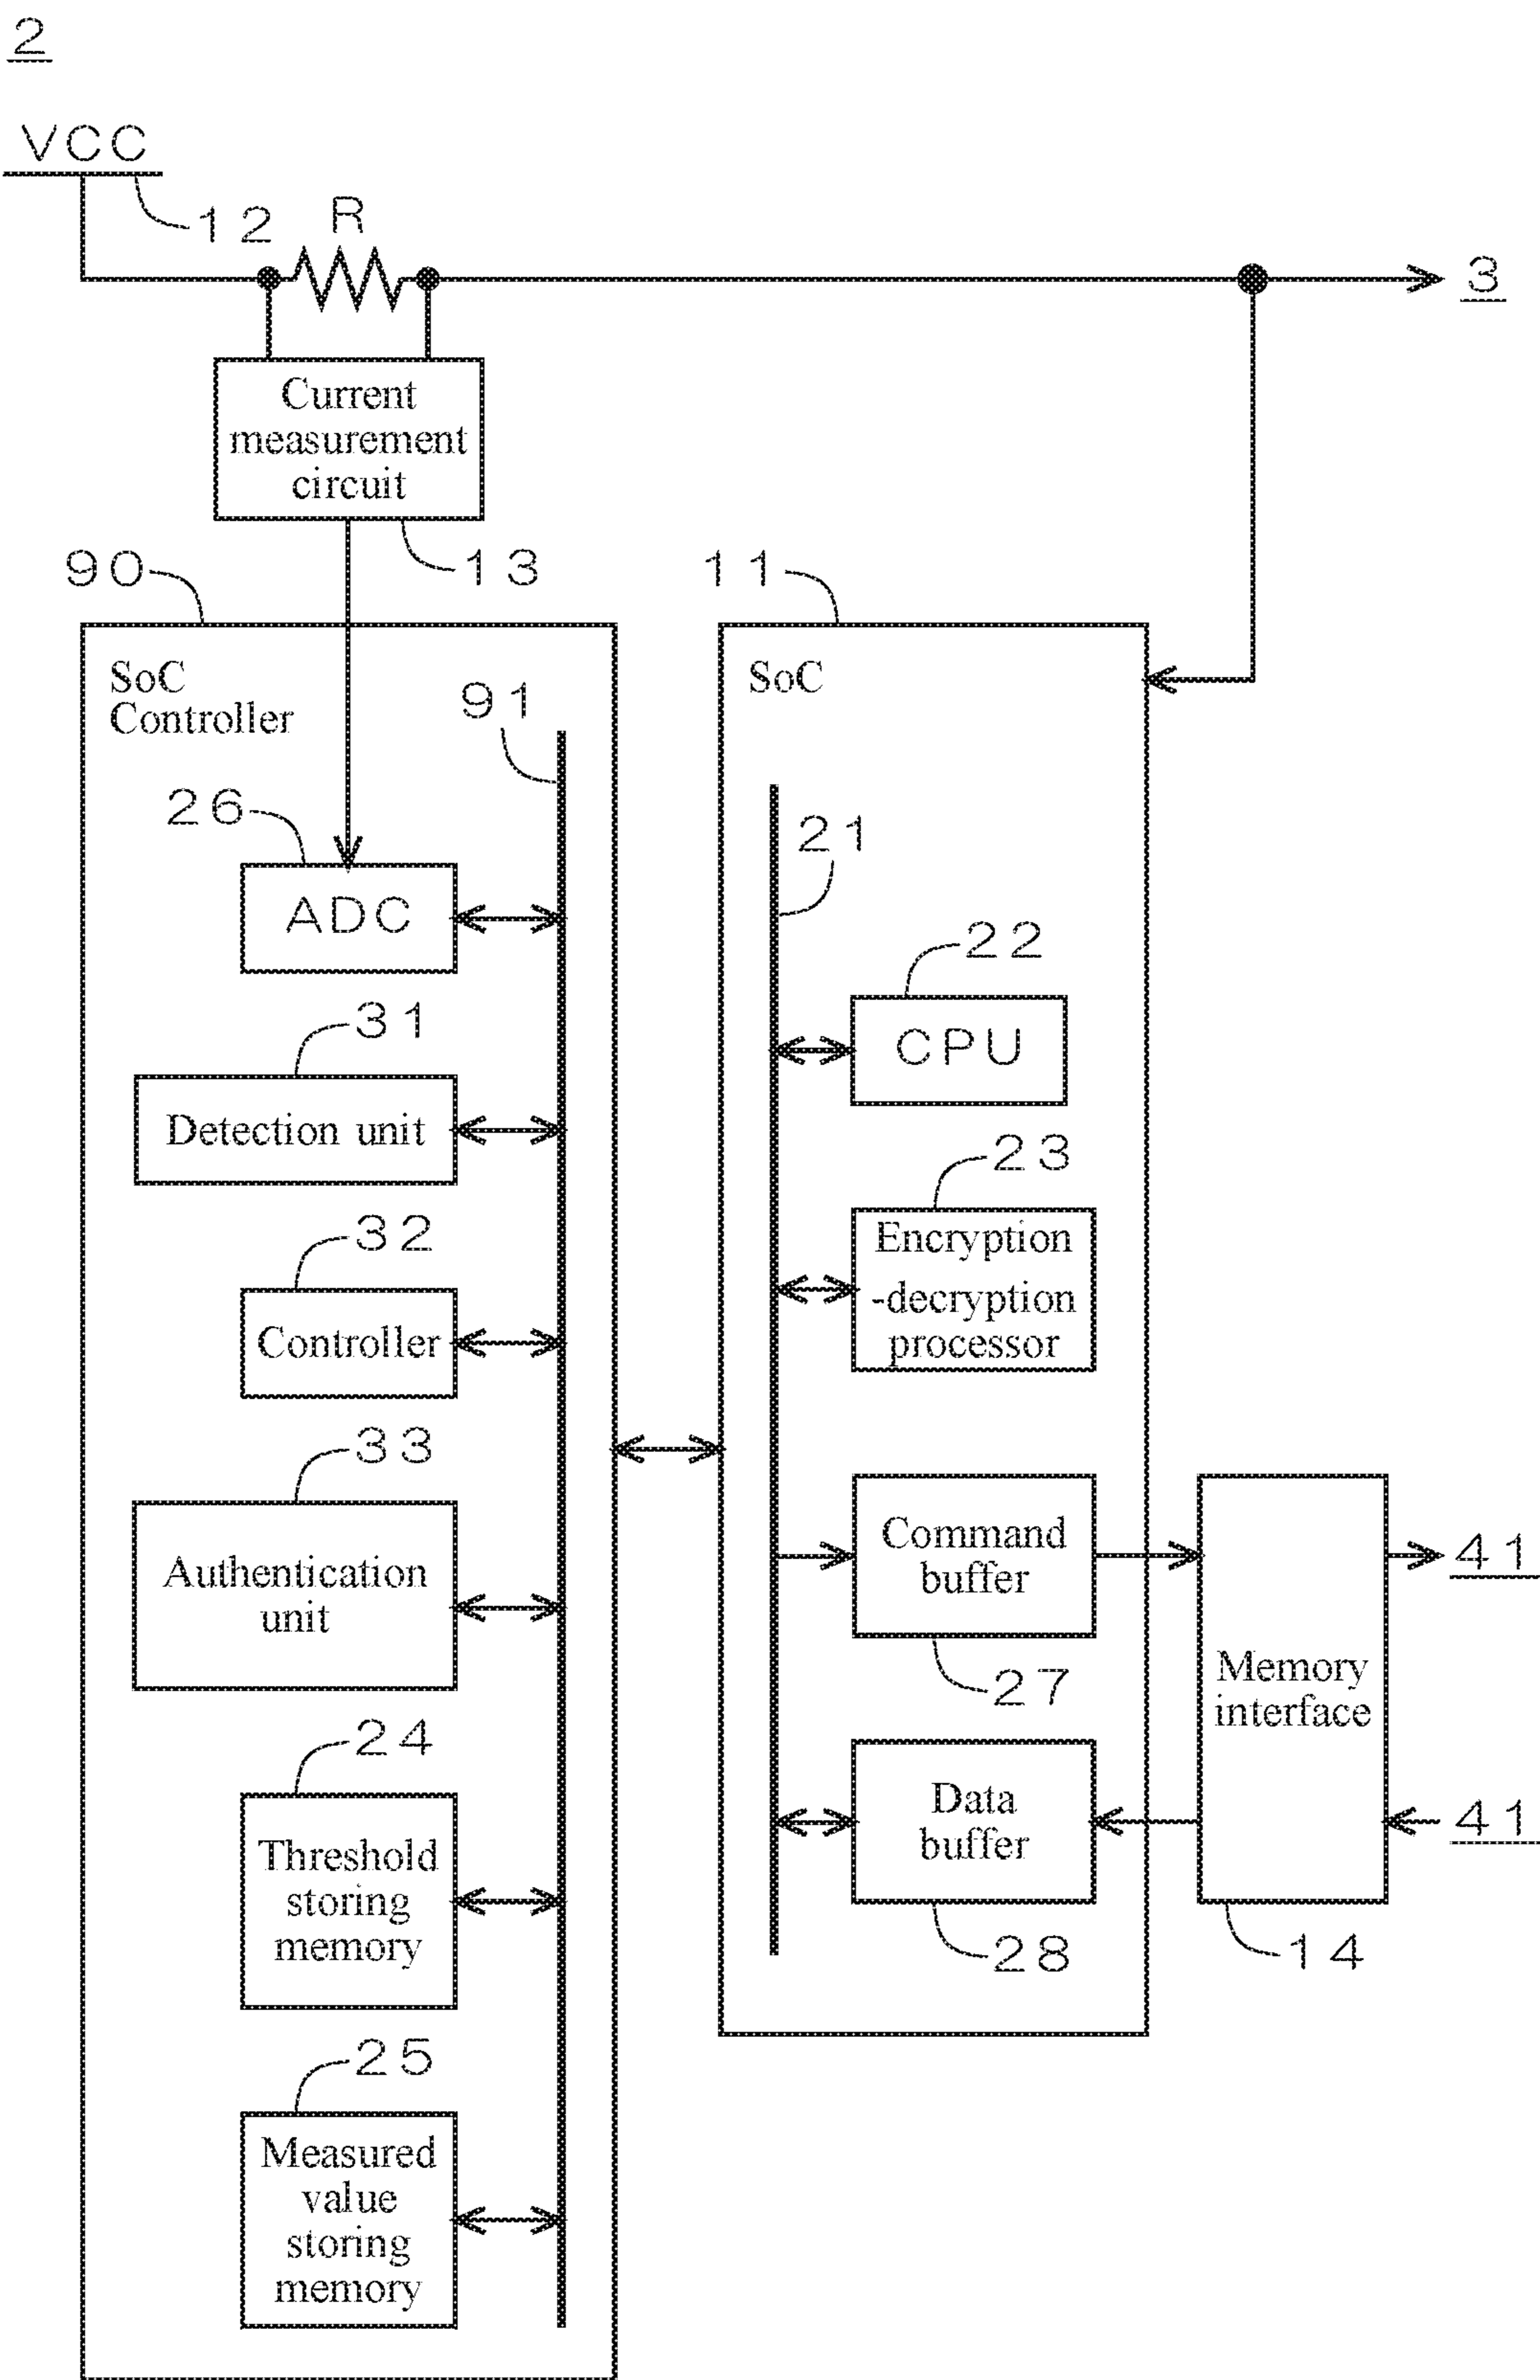 2
VCC
12
R
3
Current
measurement
circuit
13
90
11
SoC
Controller
SoC
91
26
21
ADC
22
CPU
31
Detection unit
23
Encryption
-decryption
processor
32
Controller
33
Authentication
unit
Command
buffer
41
27
Memory
interface
24
Threshold
storing
memory
Data
buffer
41
28
14
25
Measured
value
storing
memory